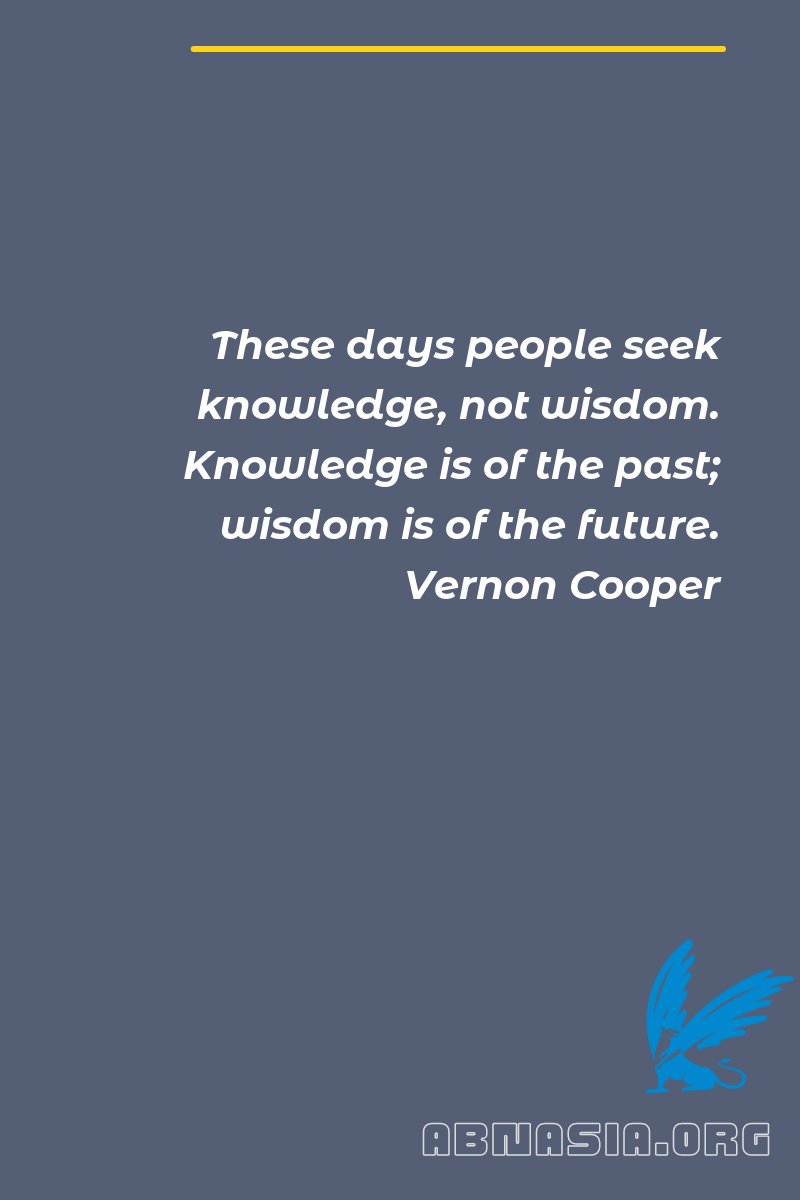 These days people seek
knowledge, not wisdom.
Knowledge is of the past;
wisdom is of the future.
Vernon Cooper
ABNASIA.ORG